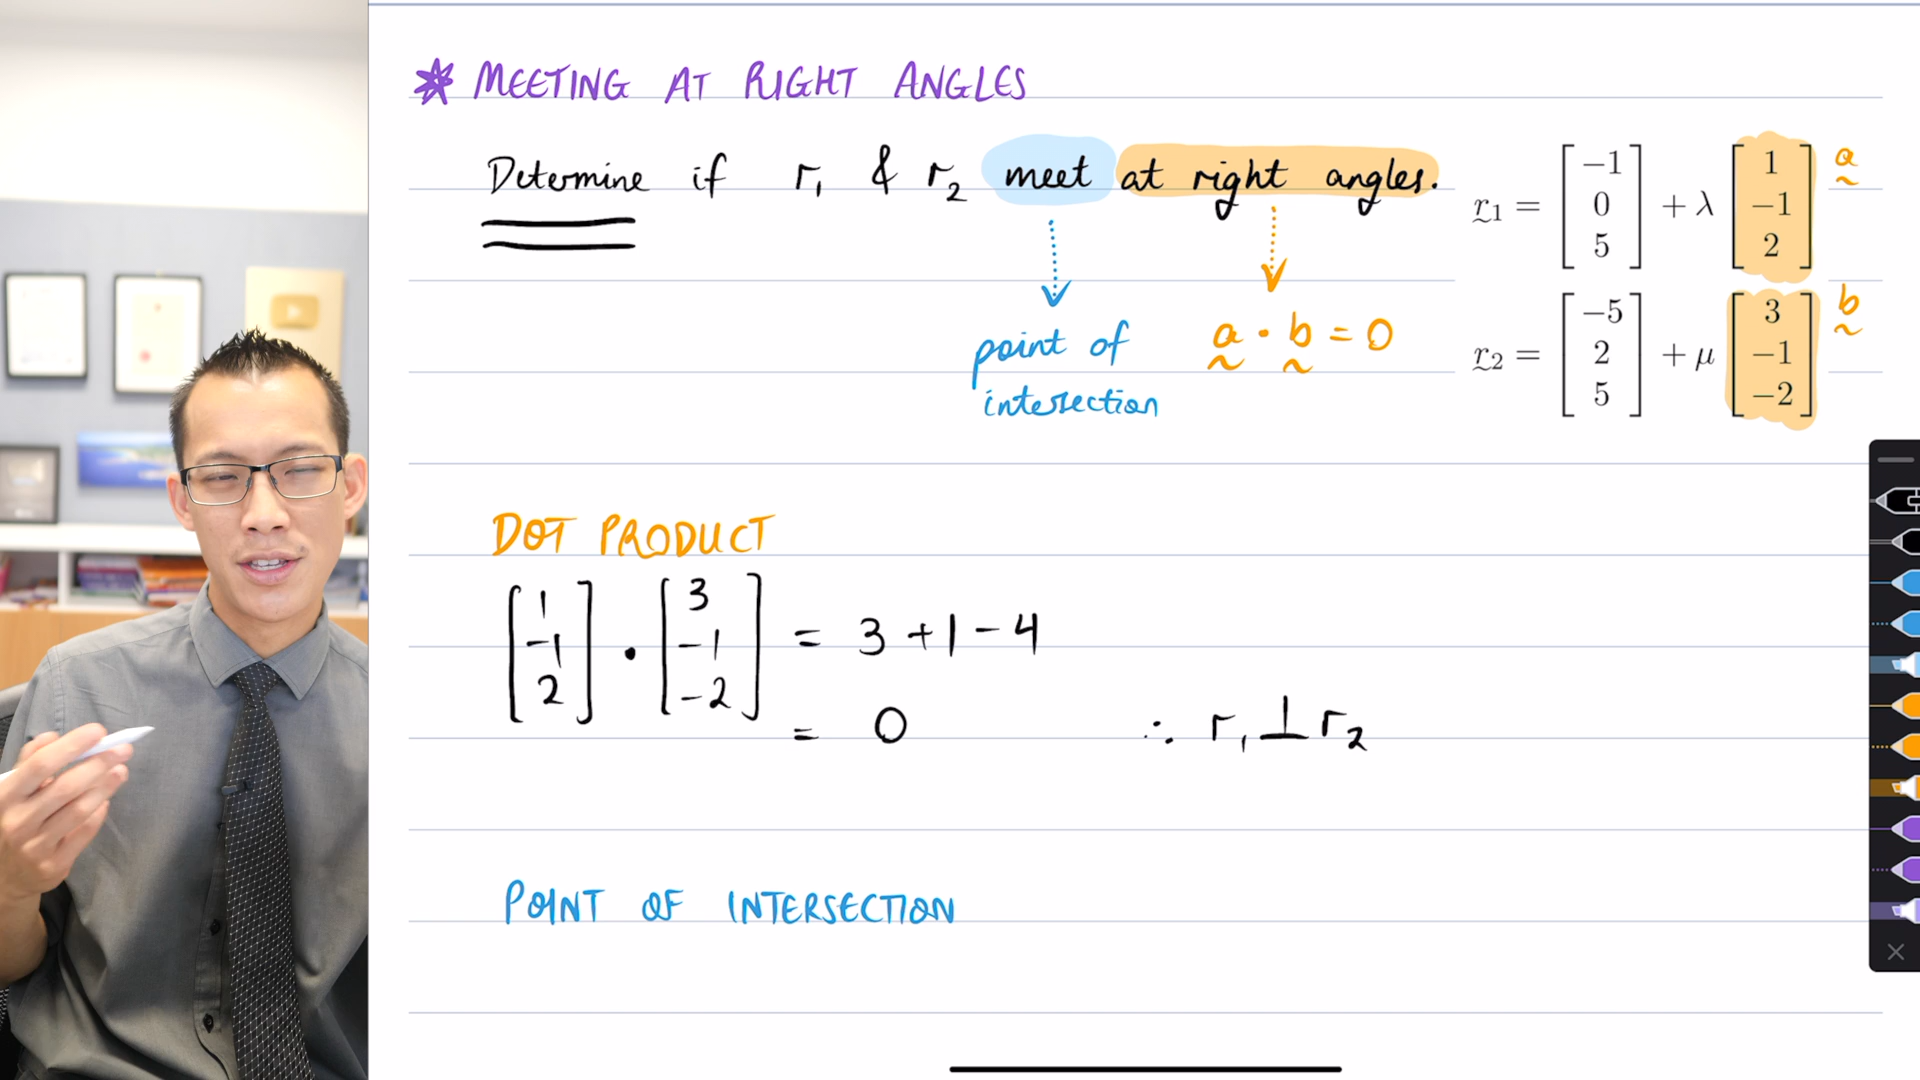 * MEETING AT RIGHT ANGLES
Determine if r₁ & r₂ meet at right angles.
point of
intersection
a · b = 0
r1 = [-1 0 5] + λ [1 -1 2] a
r2 = [-5 2 5] + μ [3 -1 -2] b
DOT PRODUCT
[1 -1 2] · [3 -1 -2] = 3 + 1 - 4
= 0 ∴ r₁ ⊥ r₂
POINT OF INTERSECTION